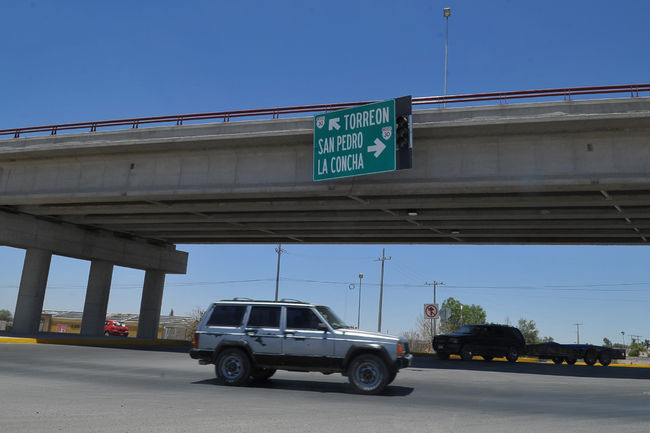 TORREON
SAN PEDRO
LA CONCHA